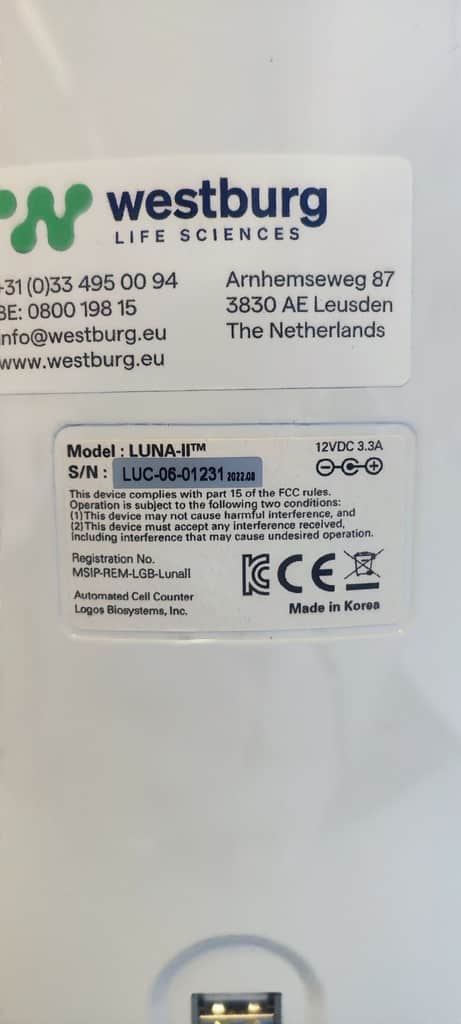 westburg
LIFE SCIENCES
+31 (0)33 495 00 94
BE: 0800 198 15
info@westburg.eu
www.westburg.eu
Arnhemseweg 87
3830 AE Leusden
The Netherlands
Model : LUNA-II™
12VDC 3.3A
S/N : LUC-06-01231 2022.08
This device complies with part 15 of the FCC rules.
Operation is subject to the following two conditions:
(1)This device may not cause harmful interference, and
(2)This device must accept any interference received,
including interference that may cause undesired operation.
Registration No.
MSIP-REM-LGB-LunaII
Automated Cell Counter
Logos Biosystems, Inc.
KC CE
Made in Korea